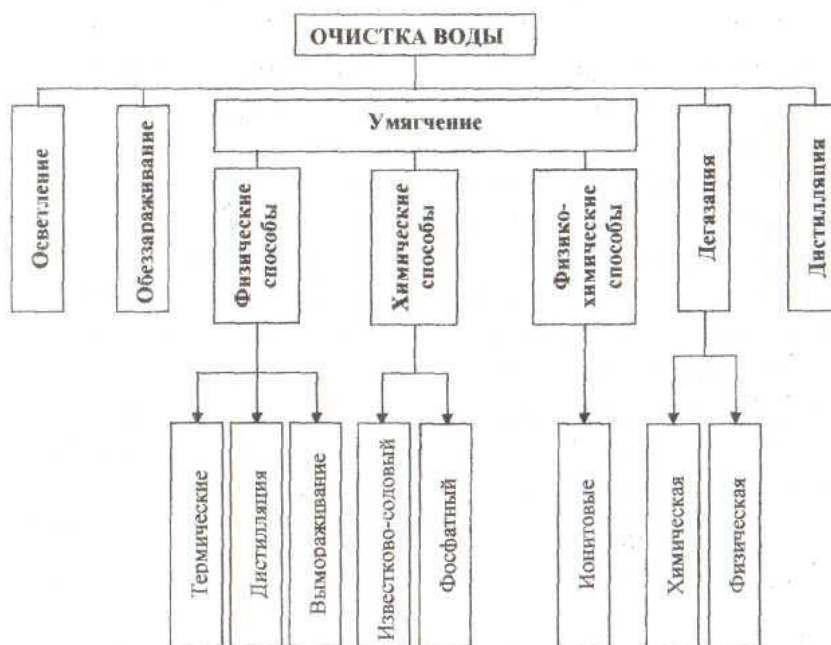 ОЧИСТКА ВОДЫ
Осветление
Обеззараживание
Умягчение
Физические
способы
Химические
способы
Физико-
химические
способы
Дегазация
Дистилляция
Термические
Дистилляция
Вымораживание
Известково-содовый
Фосфатный
Ионитовые
Химическая
Физическая